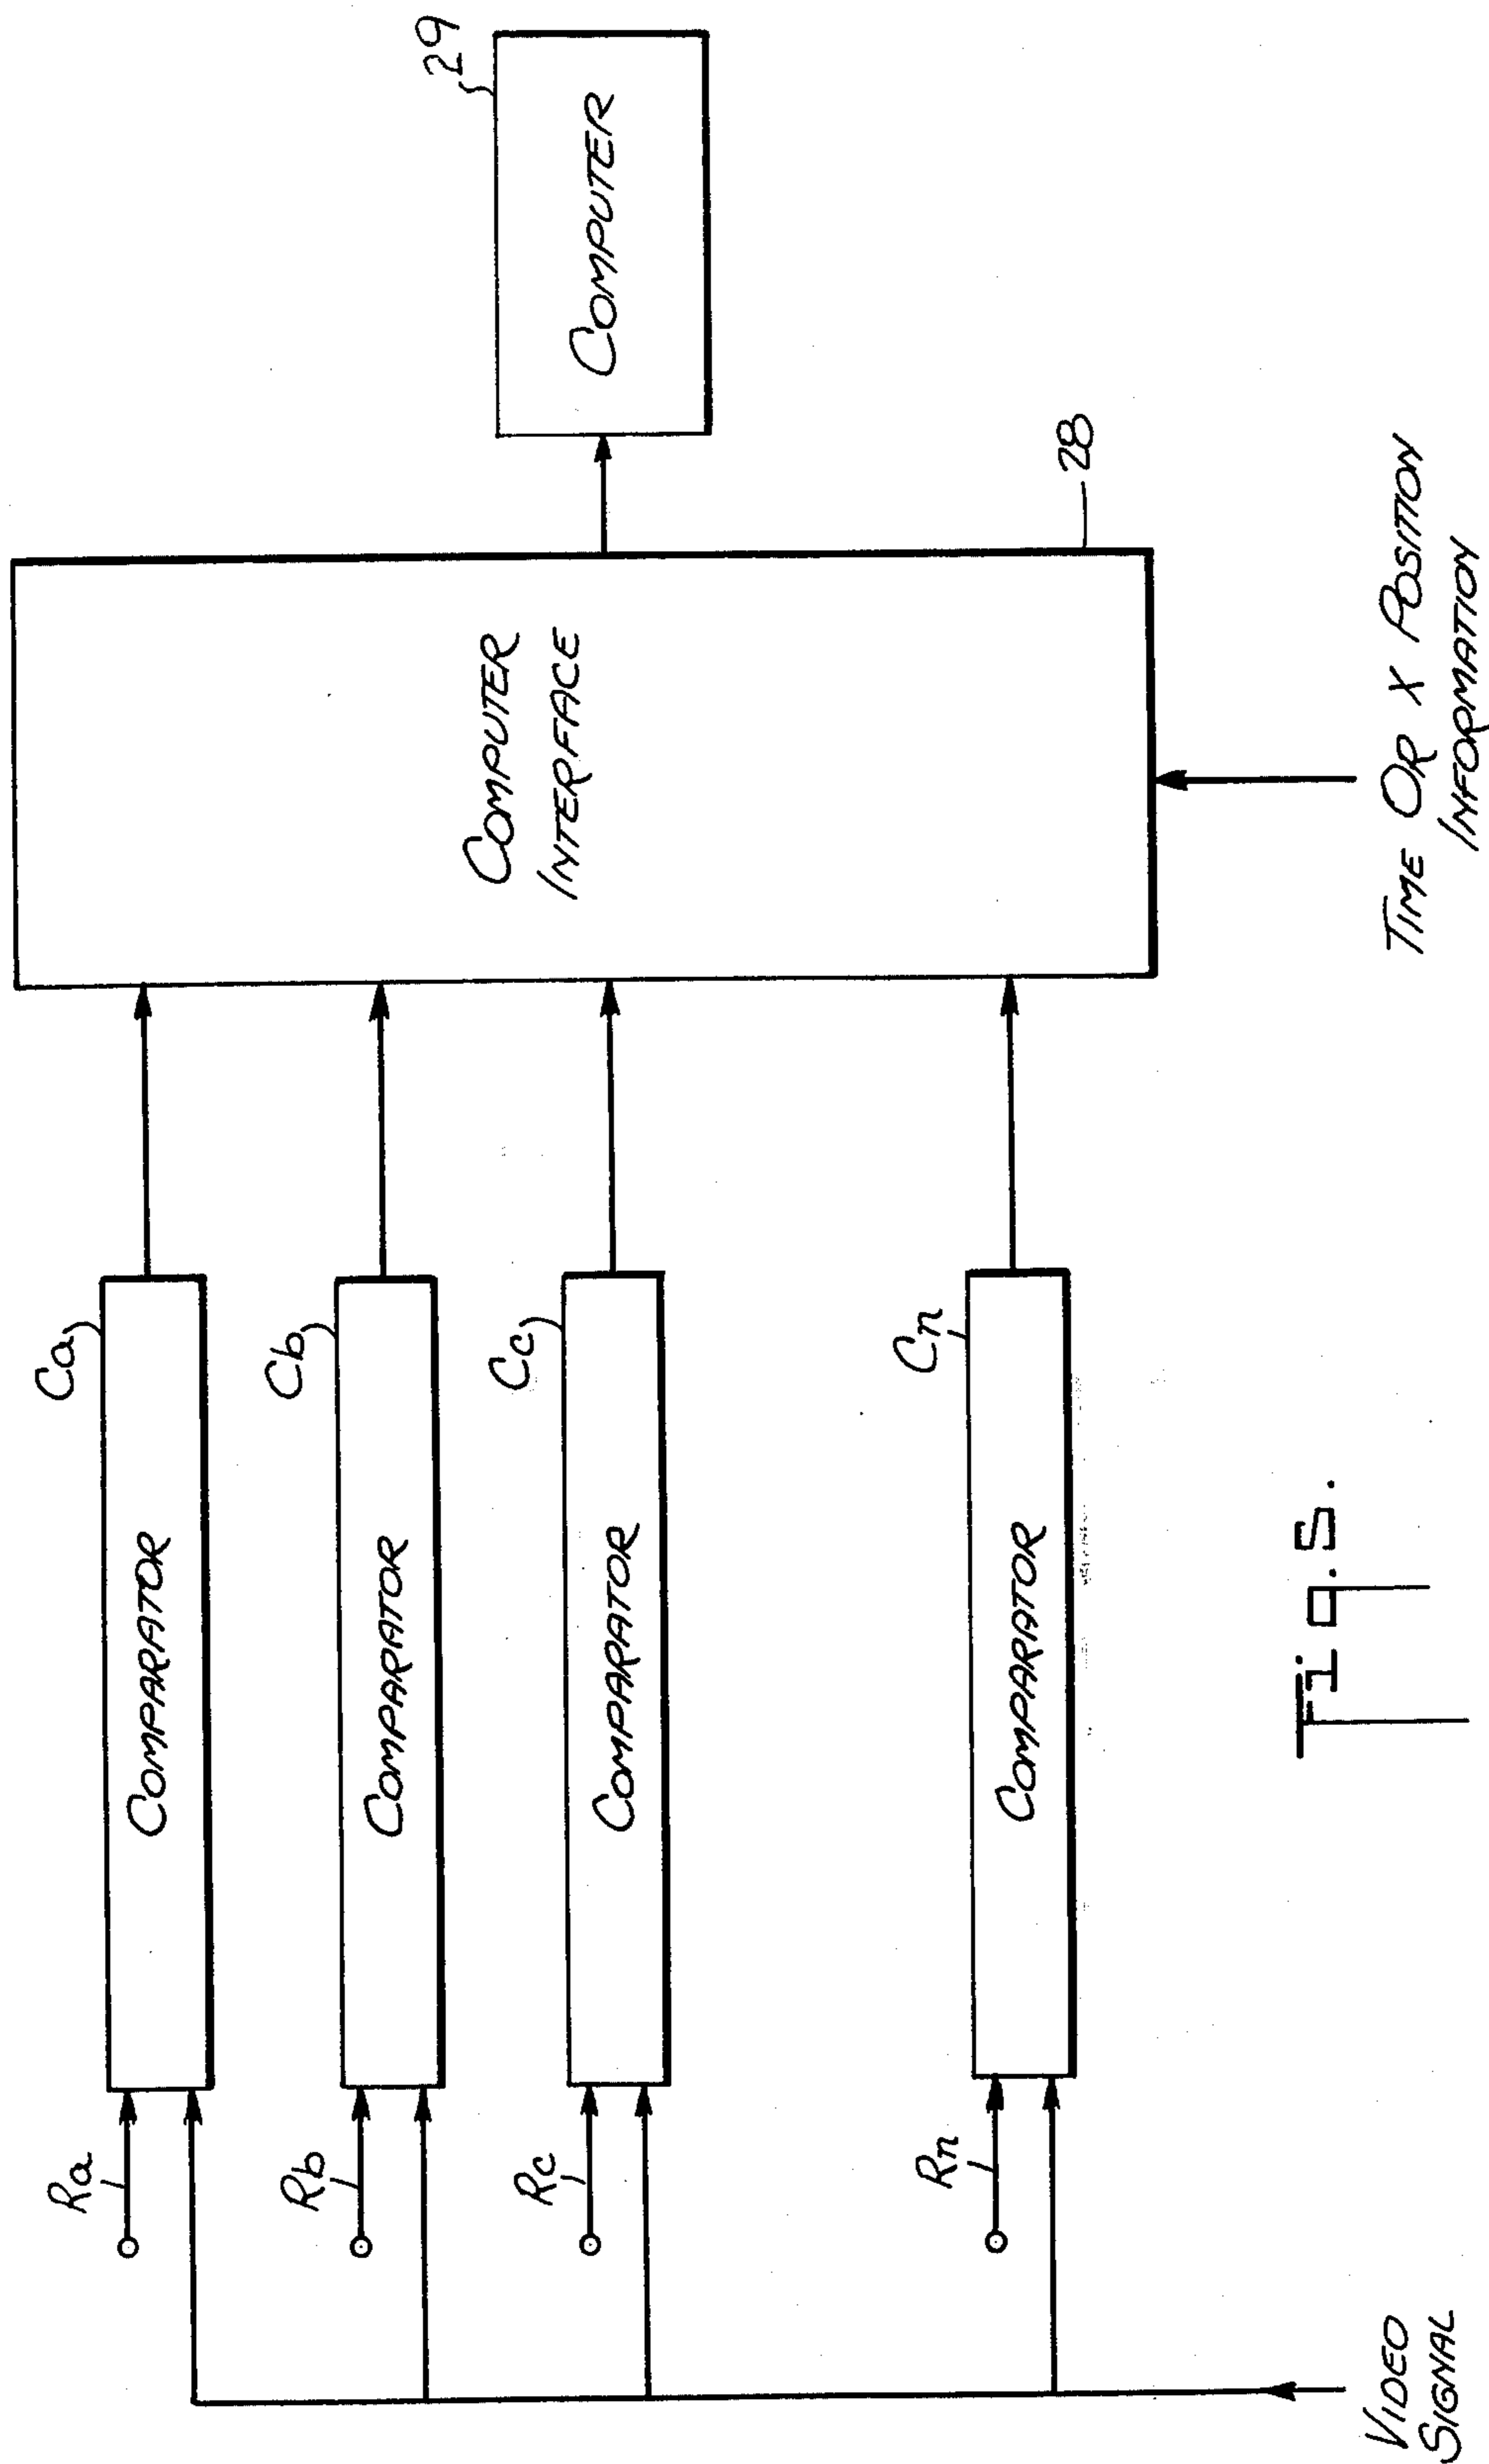 Ca
COMPARATOR
Ra
Cb
COMPARATOR
Rb
Cc
COMPARATOR
Rc
Cn
COMPARATOR
Rn
VIDEO
SIGNAL
COMPUTER
INTERFACE
28
TIME OR X POSITION
INFORMATION
29
COMPUTER
Fig.5.